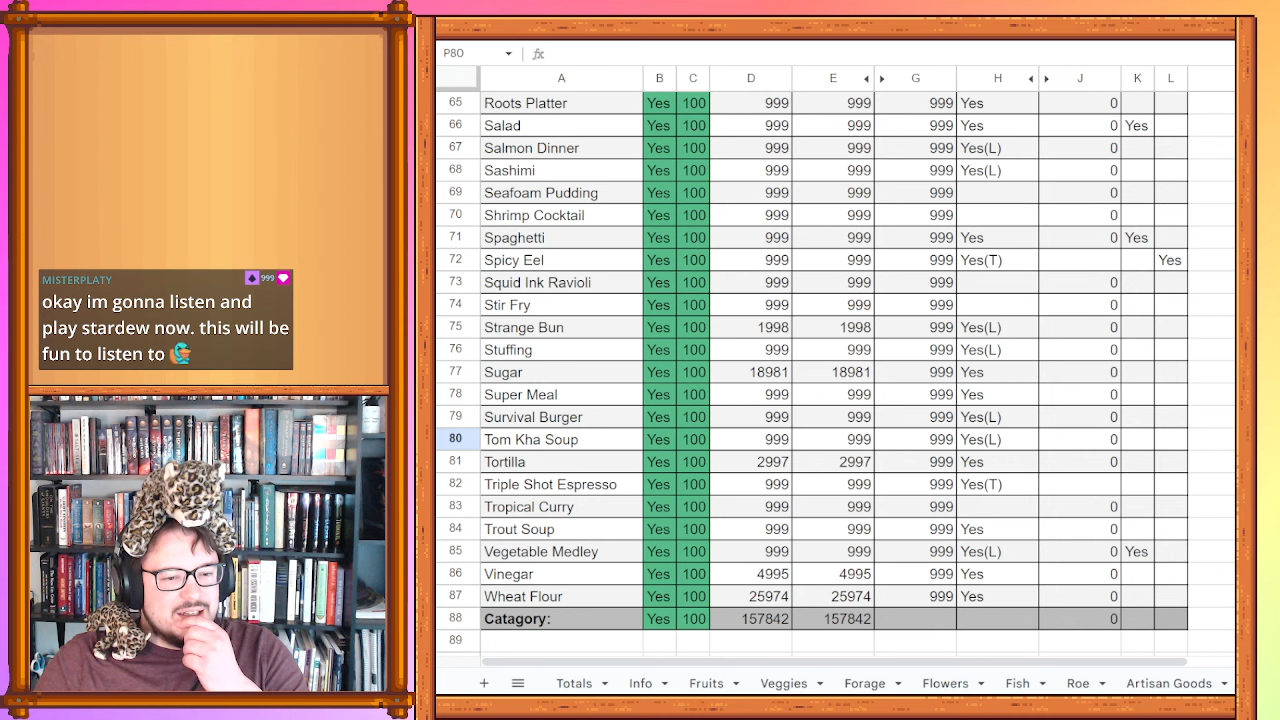 MISTERPLATY 999
okay im gonna listen and
play stardew now. this will be
fun to listen to
P80 fx
A B C D E G H J K L
65 Roots Platter Yes 100 999 999 999 Yes 0
66 Salad Yes 100 999 999 999 Yes 0 Yes
67 Salmon Dinner Yes 100 999 999 999 Yes(L) 0
68 Sashimi Yes 100 999 999 999 Yes(L) 0
69 Seafoam Pudding Yes 100 999 999 999 0
70 Shrimp Cocktail Yes 100 999 999 999 0
71 Spaghetti Yes 100 999 999 999 Yes 0 Yes
72 Spicy Eel Yes 100 999 999 999 Yes(T) Yes
73 Squid Ink Ravioli Yes 100 999 999 999 0
74 Stir Fry Yes 100 999 999 999 0
75 Strange Bun Yes 100 1998 1998 999 Yes(L) 0
76 Stuffing Yes 100 999 999 999 Yes(L) 0
77 Sugar Yes 100 18981 18981 999 Yes 0
78 Super Meal Yes 100 999 999 999 Yes 0
79 Survival Burger Yes 100 999 999 999 Yes(L) 0
80 Tom Kha Soup Yes 100 999 999 999 Yes(L) 0
81 Tortilla Yes 100 2997 2997 999 Yes 0
82 Triple Shot Espresso Yes 100 999 999 999 Yes(T)
83 Tropical Curry Yes 100 999 999 999 0
84 Trout Soup Yes 100 999 999 999 Yes 0
85 Vegetable Medley Yes 100 999 999 999 Yes(L) 0 Yes
86 Vinegar Yes 100 4995 4995 999 Yes 0
87 Wheat Flour Yes 100 25974 25974 999 Yes 0
88 Catagory: Yes 100 157842 157842 0
89
+ Totals Info Fruits Veggies Forage Flowers Fish Roe Artisan Goods